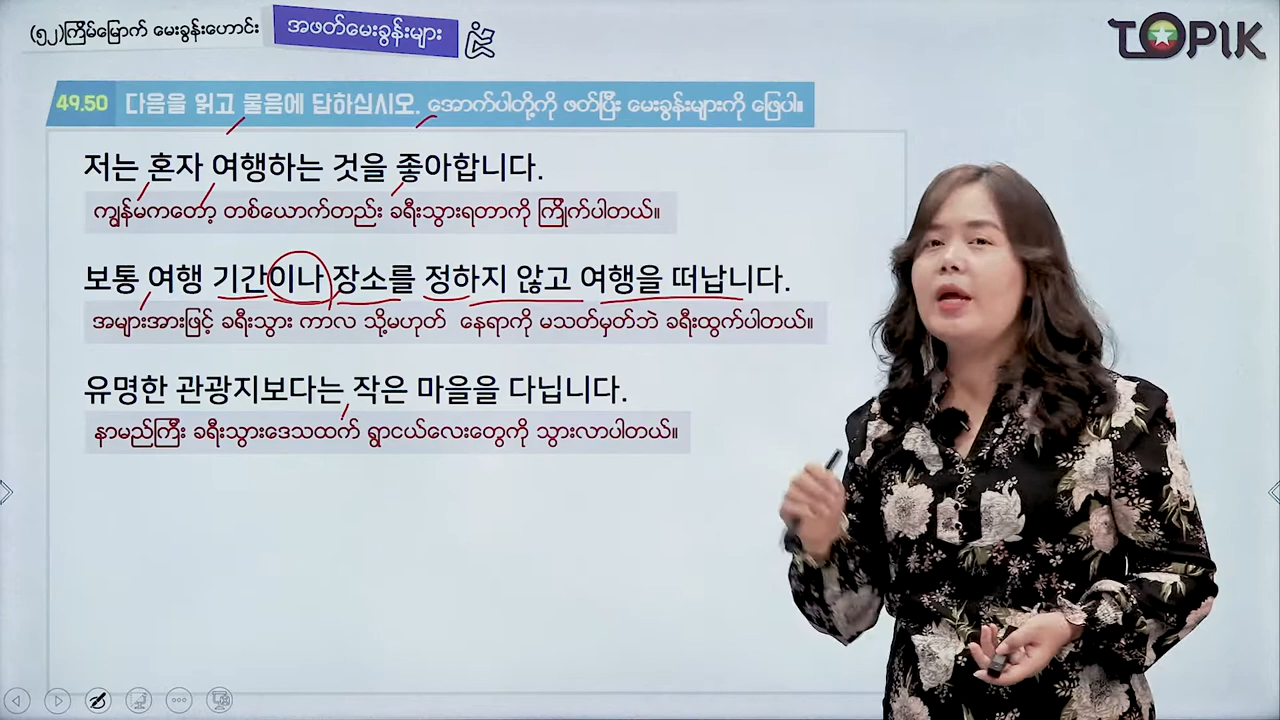 (၅၂)ကြိမ်မြောက် မေးခွန်းဟောင်း
အဖတ်မေးခွန်းများ
TOPIK
49.50 다음을 읽고 물음에 답하십시오. အောက်ပါတို့ကို ဖတ်ပြီး မေးခွန်းများကို ဖြေပါ။
저는 혼자 여행하는 것을 좋아합니다.
ကျွန်မကတော့ တစ်ယောက်တည်း ခရီးသွားရတာကို ကြိုက်ပါတယ်။
보통 여행 기간이나 장소를 정하지 않고 여행을 떠납니다.
အများအားဖြင့် ခရီးသွား ကာလ သို့မဟုတ် နေရာကို မသတ်မှတ်ဘဲ ခရီးထွက်ပါတယ်။
유명한 관광지보다는 작은 마을을 다닙니다.
နာမည်ကြီး ခရီးသွားဒေသထက် ရွာငယ်လေးတွေကို သွားလာပါတယ်။